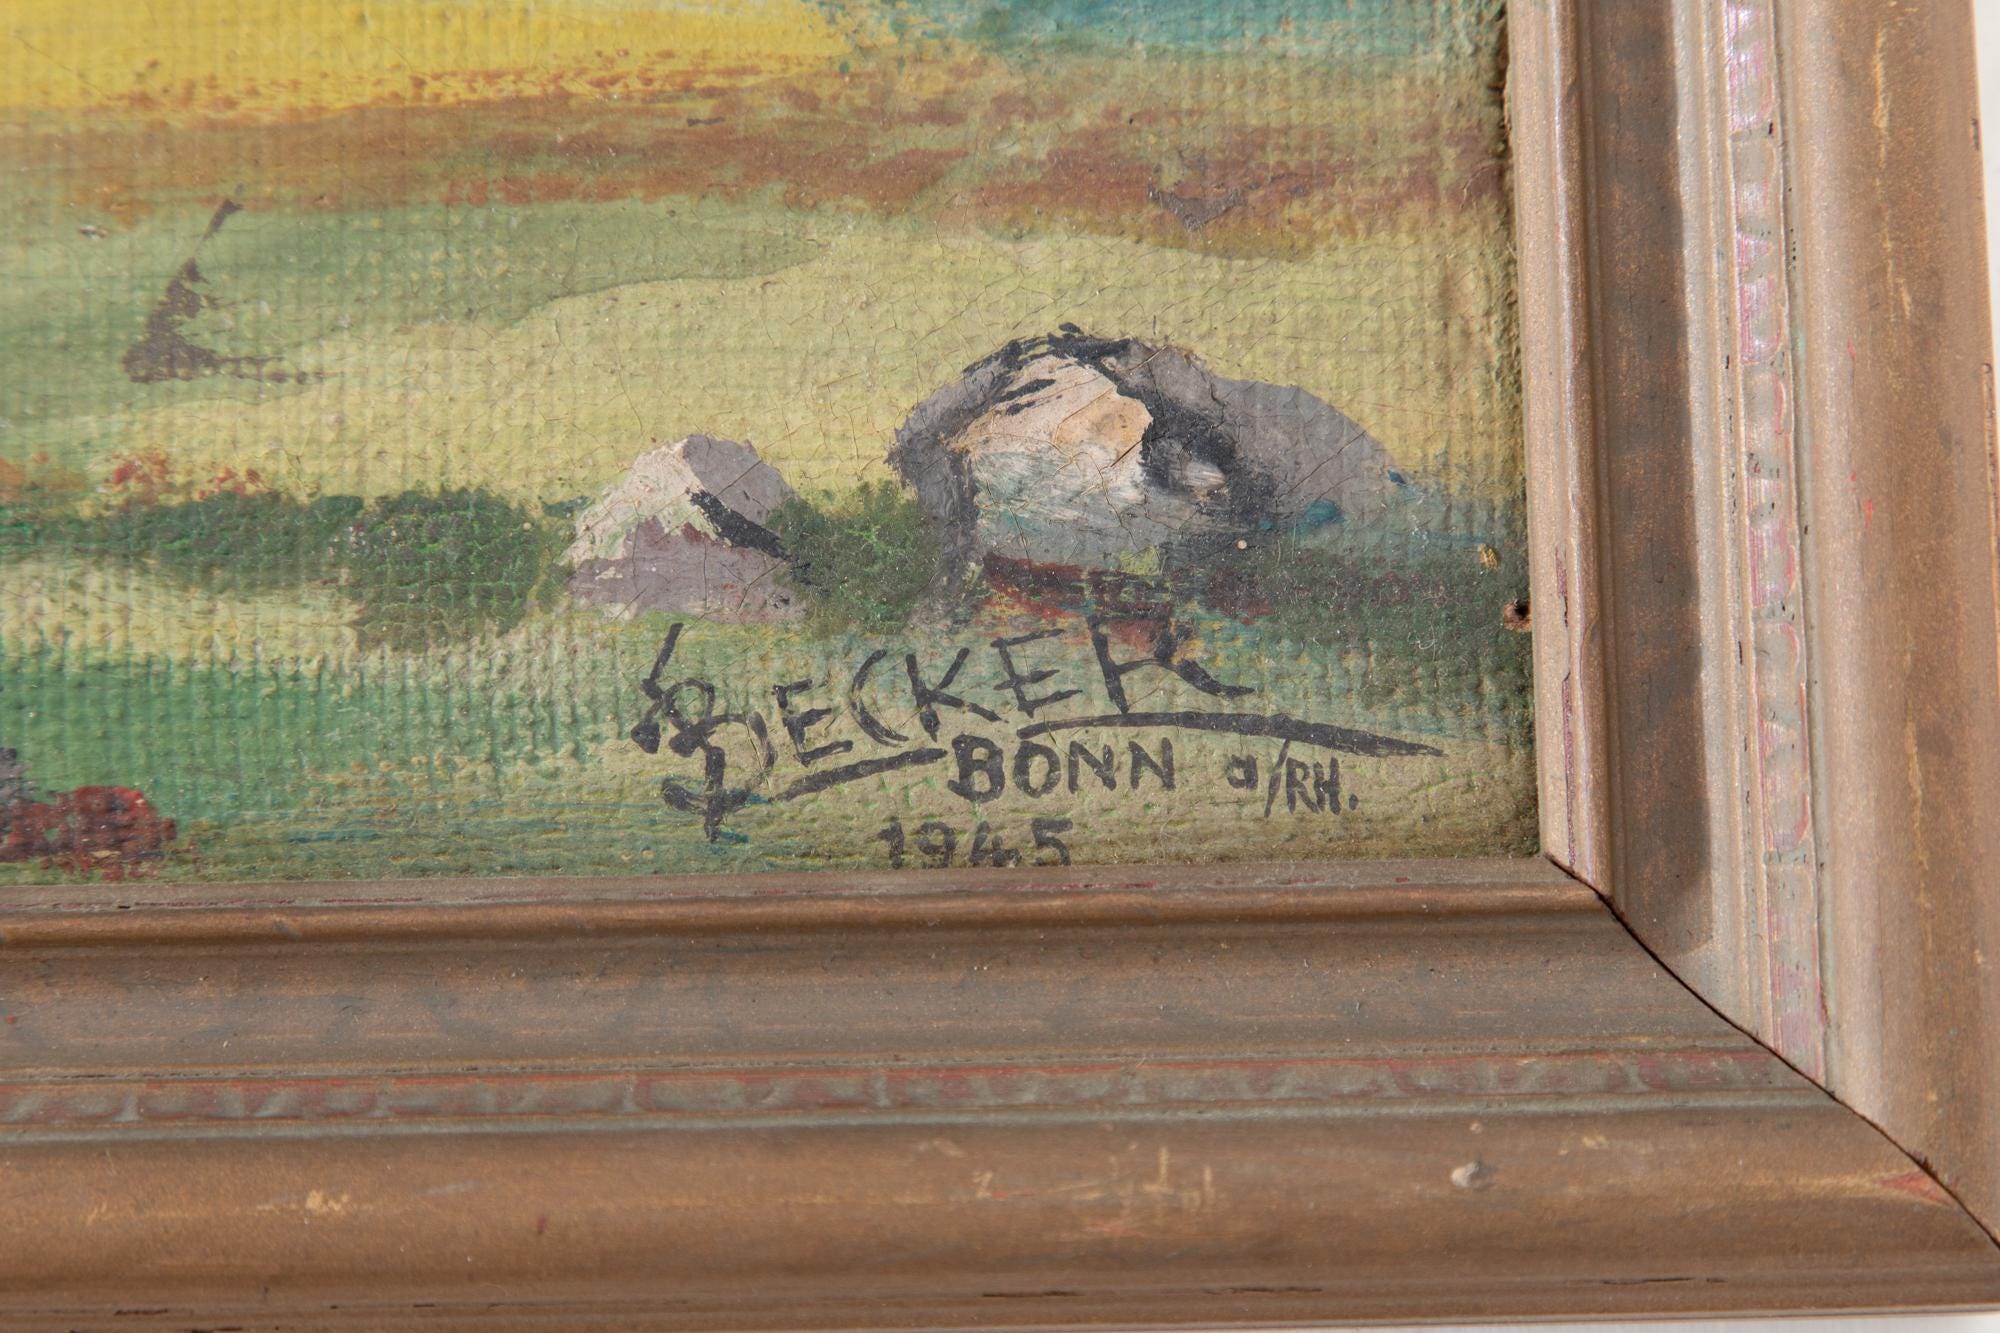 BECKER
BONN a/RH.
1945